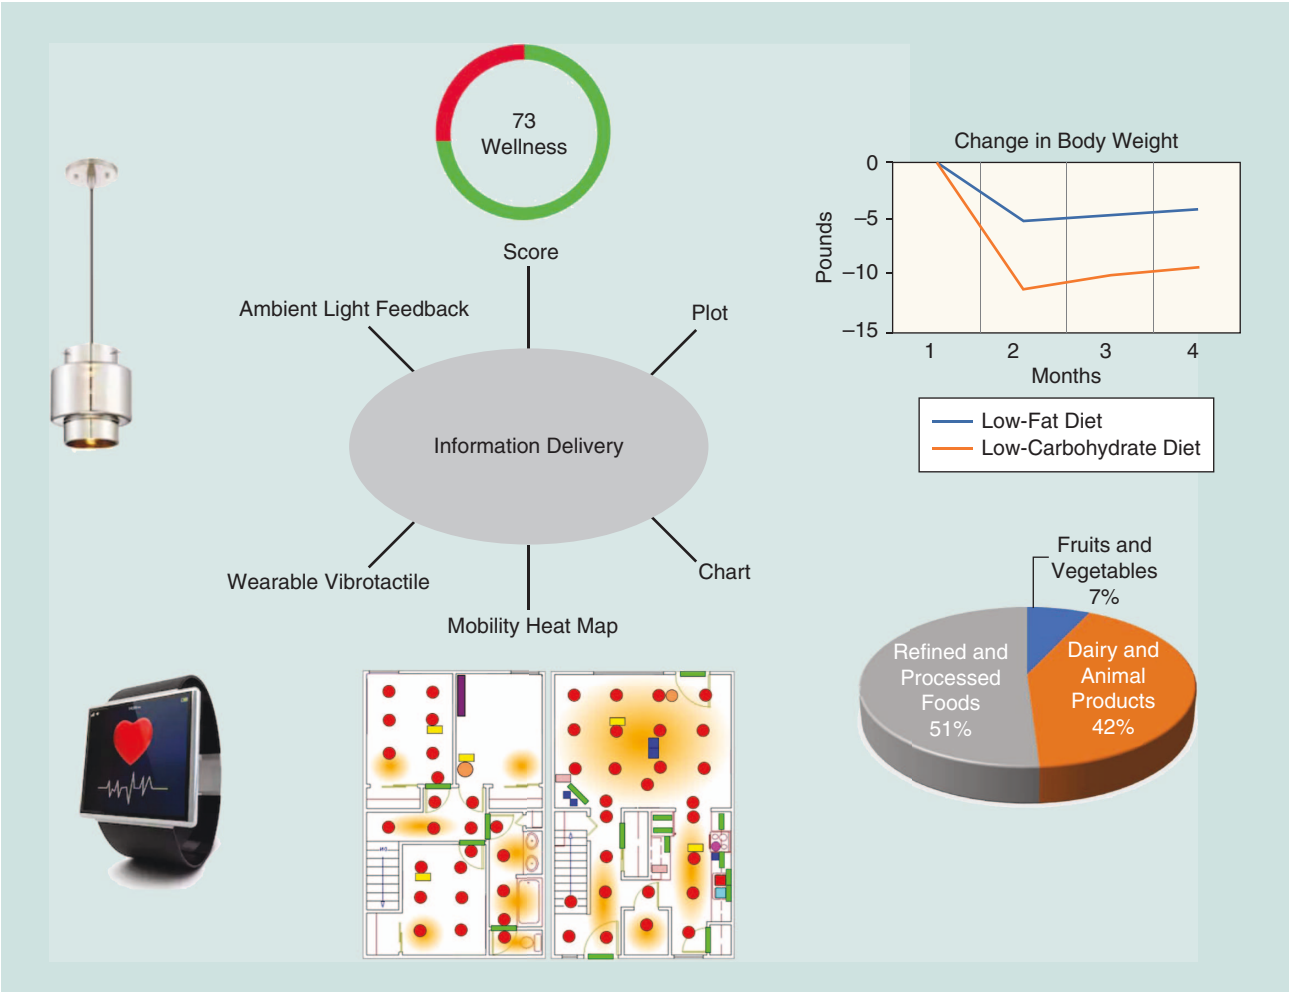 73
Wellness
Score
Ambient Light Feedback
Plot
Information Delivery
Wearable Vibrotactile
Chart
Mobility Heat Map
Change in Body Weight
0
–5
–10
–15
Pounds
1 2 3 4
Months
Low-Fat Diet
Low-Carbohydrate Diet
Fruits and
Vegetables
7%
Refined and
Processed
Foods
51%
Dairy and
Animal
Products
42%